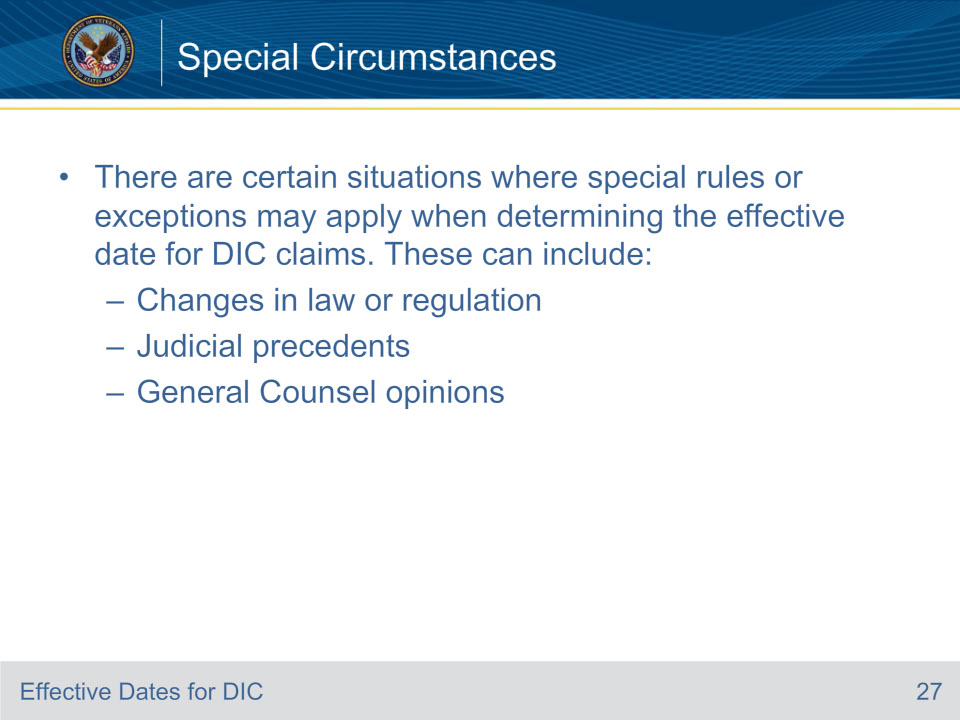 Special Circumstances
• There are certain situations where special rules or
exceptions may apply when determining the effective
date for DIC claims. These can include:
– Changes in law or regulation
– Judicial precedents
– General Counsel opinions
Effective Dates for DIC
27